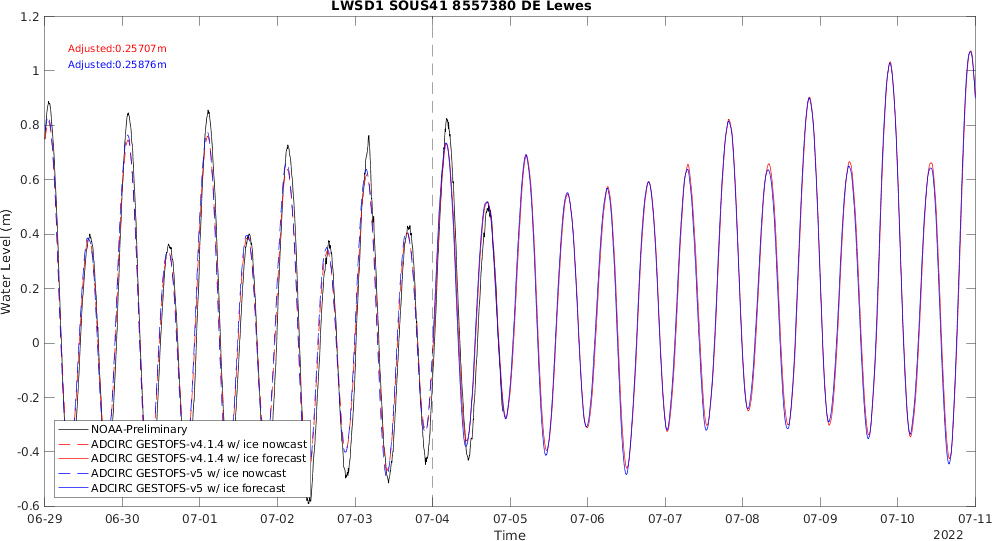 LWSD1 SOUS41 8557380 DE Lewes
Adjusted:0.25707m
Adjusted:0.25876m
1.2
1
0.8
0.6
0.4
0.2
0
-0.2
-0.4
-0.6
Water Level (m)
NOAA-Preliminary
ADCIRC GESTOFS-v4.1.4 w/ ice nowcast
ADCIRC GESTOFS-v4.1.4 w/ ice forecast
ADCIRC GESTOFS-v5 w/ ice nowcast
ADCIRC GESTOFS-v5 w/ ice forecast
06-29 06-30 07-01 07-02 07-03 07-04 07-05 07-06 07-07 07-08 07-09 07-10 07-11
Time
2022